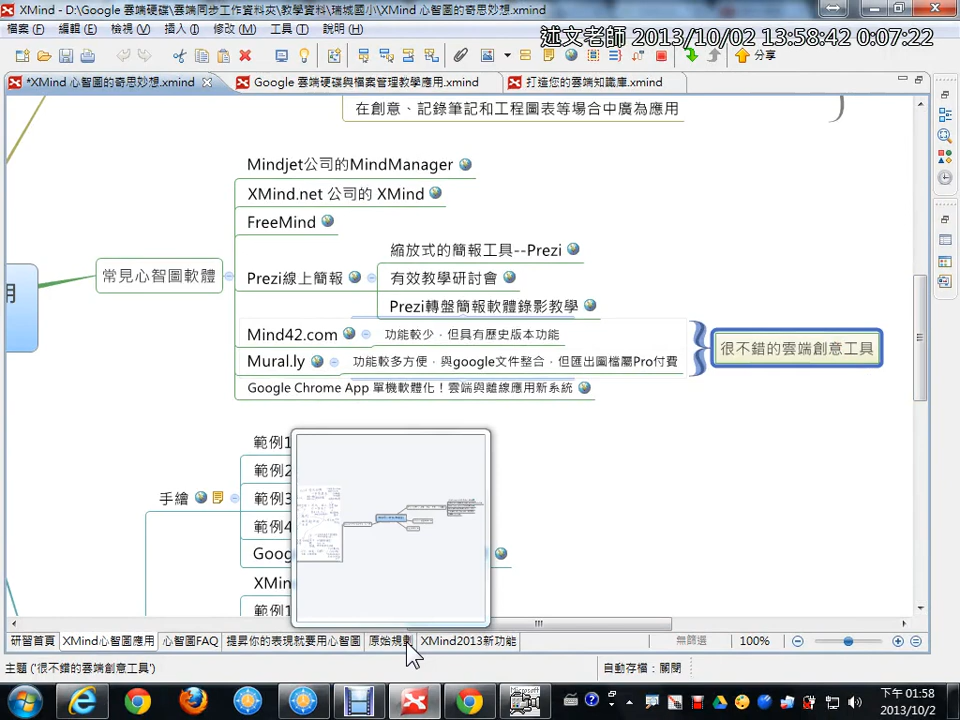 XMind - D:\Google 雲端硬碟\雲端同步工作資料夾\教學資料\瑞城國小\XMind 心智圖的奇思妙想.xmind
檔案(F) 編輯(E) 檢視(V) 插入(I) 修改(M) 工具(T) 說明(H)
述文老師 2013/10/02 13:58:42 0:07:22
分享
*XMind 心智圖的奇思妙想.xmind
Google 雲端硬碟與檔案管理教學應用.xmind
打造您的雲端知識庫.xmind
在創意、記錄筆記和工程圖表等場合中廣為應用
Mindjet公司的MindManager
XMind.net 公司的 XMind
FreeMind
縮放式的簡報工具--Prezi
常見心智圖軟體
Prezi線上簡報
有效教學研討會
Prezi轉盤簡報軟體錄影教學
Mind42.com
功能較少，但具有歷史版本功能
很不錯的雲端創意工具
Mural.ly
功能較多方便，與google文件整合，但匯出圖檔屬Pro付費
Google Chrome App 單機軟體化！雲端與離線應用新系統
範例1
範例2
手繪
範例3
範例4
Goog
XMin
範例1
研習首頁
XMind心智圖應用
心智圖FAQ
提昇你的表現就要用心智圖
原始規劃
XMind2013新功能
無篩選
100%
主題 ('很不錯的雲端創意工具')
自動存檔：關閉
下午 01:58
2013/10/2